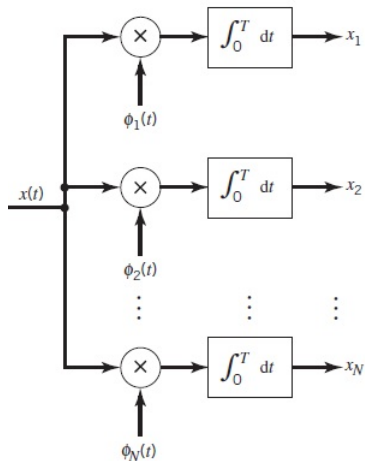 ∫₀ᵀ dt
x₁
ϕ₁(t)
x(t)
∫₀ᵀ dt
x₂
ϕ₂(t)
∫₀ᵀ dt
x_N
ϕ_N(t)